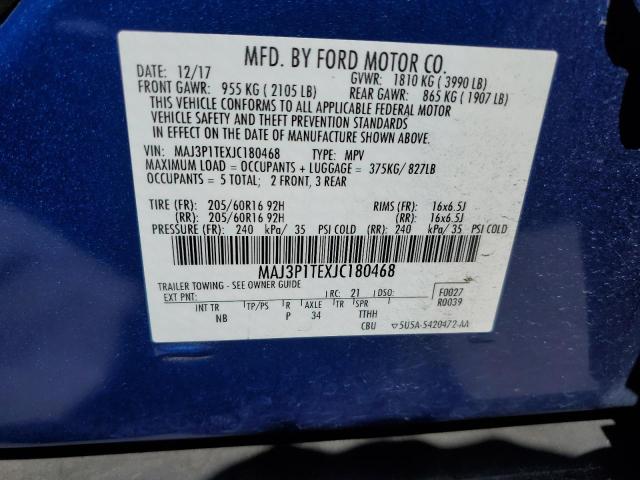 MFD. BY FORD MOTOR CO.
DATE: 12/17 GVWR: 1810 KG ( 3990 LB)
FRONT GAWR: 955 KG ( 2105 LB) REAR GAWR: 865 KG ( 1907 LB)
THIS VEHICLE CONFORMS TO ALL APPLICABLE FEDERAL MOTOR
VEHICLE SAFETY AND THEFT PREVENTION STANDARDS
IN EFFECT ON THE DATE OF MANUFACTURE SHOWN ABOVE.
VIN: MAJ3P1TEXJC180468 TYPE: MPV
MAXIMUM LOAD = OCCUPANTS + LUGGAGE = 375KG/ 827LB
OCCUPANTS = 5 TOTAL; 2 FRONT, 3 REAR
TIRE (FR): 205/60R16 92H RIMS (FR): 16x6.5J
(RR): 205/60R16 92H (RR): 16x6.5J
PRESSURE (FR): 240 kPa/ 35 PSI COLD (RR): 240 kPa/ 35 PSI COLD
MAJ3P1TEXJC180468
TRAILER TOWING - SEE OWNER GUIDE
EXT PNT: RC: 21 DSO: F0027
INT TR TP/PS R AXLE TR SPR R0039
NB P 34 TTHH
CBU 5U5A-5420472-AA